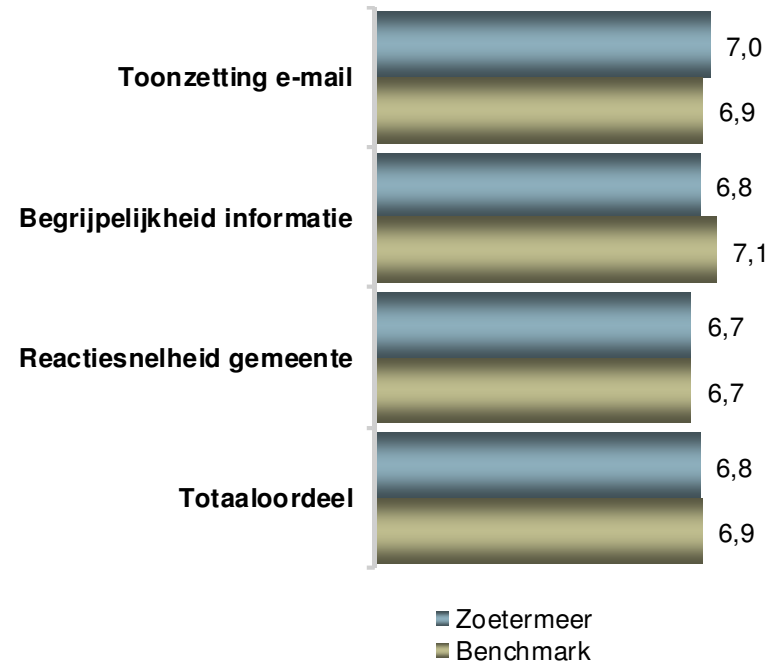 Toonzetting e-mail
7,0
6,9
Begrijpelijkheid informatie
6,8
7,1
Reactiesnelheid gemeente
6,7
6,7
Totaaloordeel
6,8
6,9
Zoetermeer
Benchmark